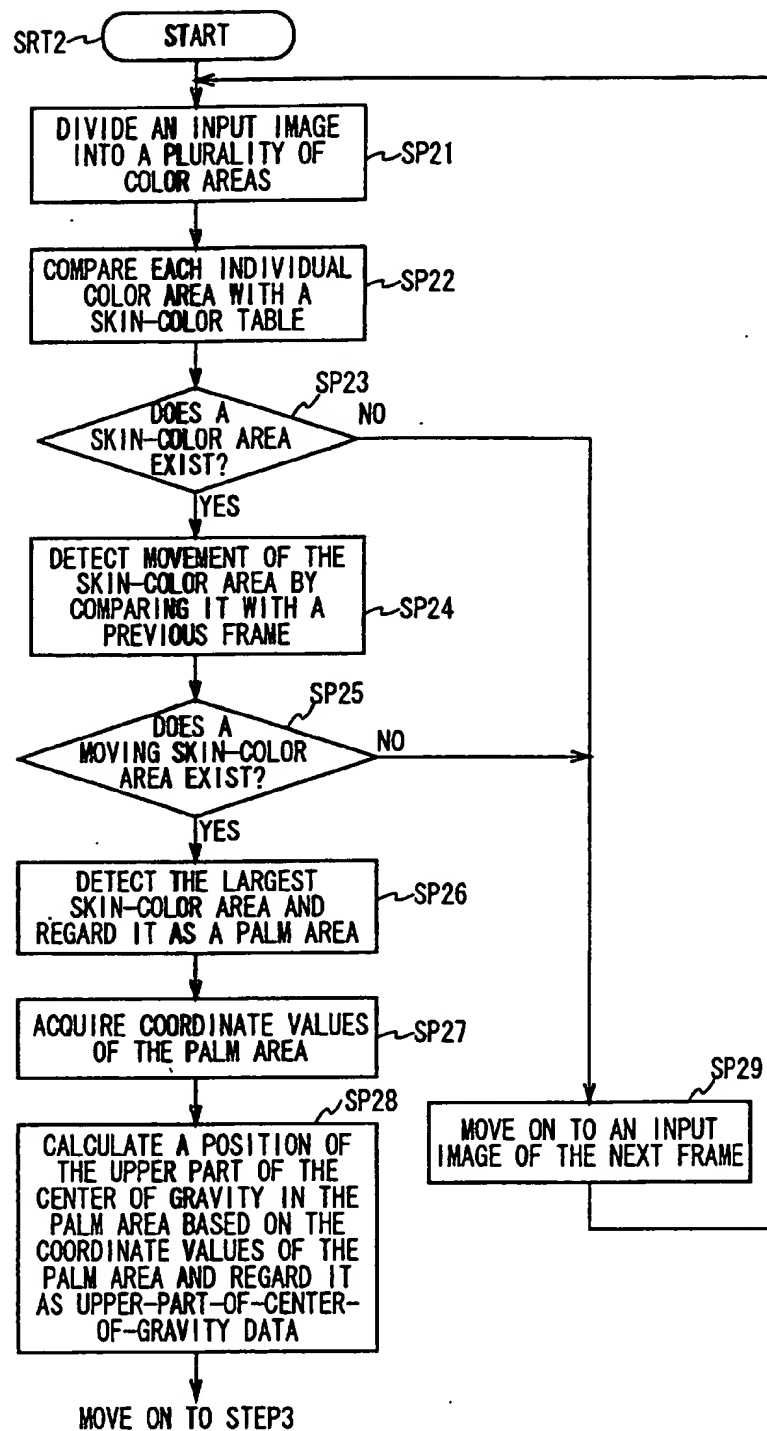 SRT2
START
DIVIDE AN INPUT IMAGE
INTO A PLURALITY OF
COLOR AREAS
SP21
COMPARE EACH INDIVIDUAL
COLOR AREA WITH A
SKIN-COLOR TABLE
SP22
SP23
DOES A
SKIN-COLOR AREA
EXIST?
NO
YES
DETECT MOVEMENT OF THE
SKIN-COLOR AREA BY
COMPARING IT WITH A
PREVIOUS FRAME
SP24
SP25
DOES A
MOVING SKIN-COLOR
AREA EXIST?
NO
YES
DETECT THE LARGEST
SKIN-COLOR AREA AND
REGARD IT AS A PALM AREA
SP26
ACQUIRE COORDINATE VALUES
OF THE PALM AREA
SP27
SP28
CALCULATE A POSITION OF
THE UPPER PART OF THE
CENTER OF GRAVITY IN THE
PALM AREA BASED ON THE
COORDINATE VALUES OF THE
PALM AREA AND REGARD IT
AS UPPER-PART-OF-CENTER-
OF-GRAVITY DATA
SP29
MOVE ON TO AN INPUT
IMAGE OF THE NEXT FRAME
MOVE ON TO STEP3